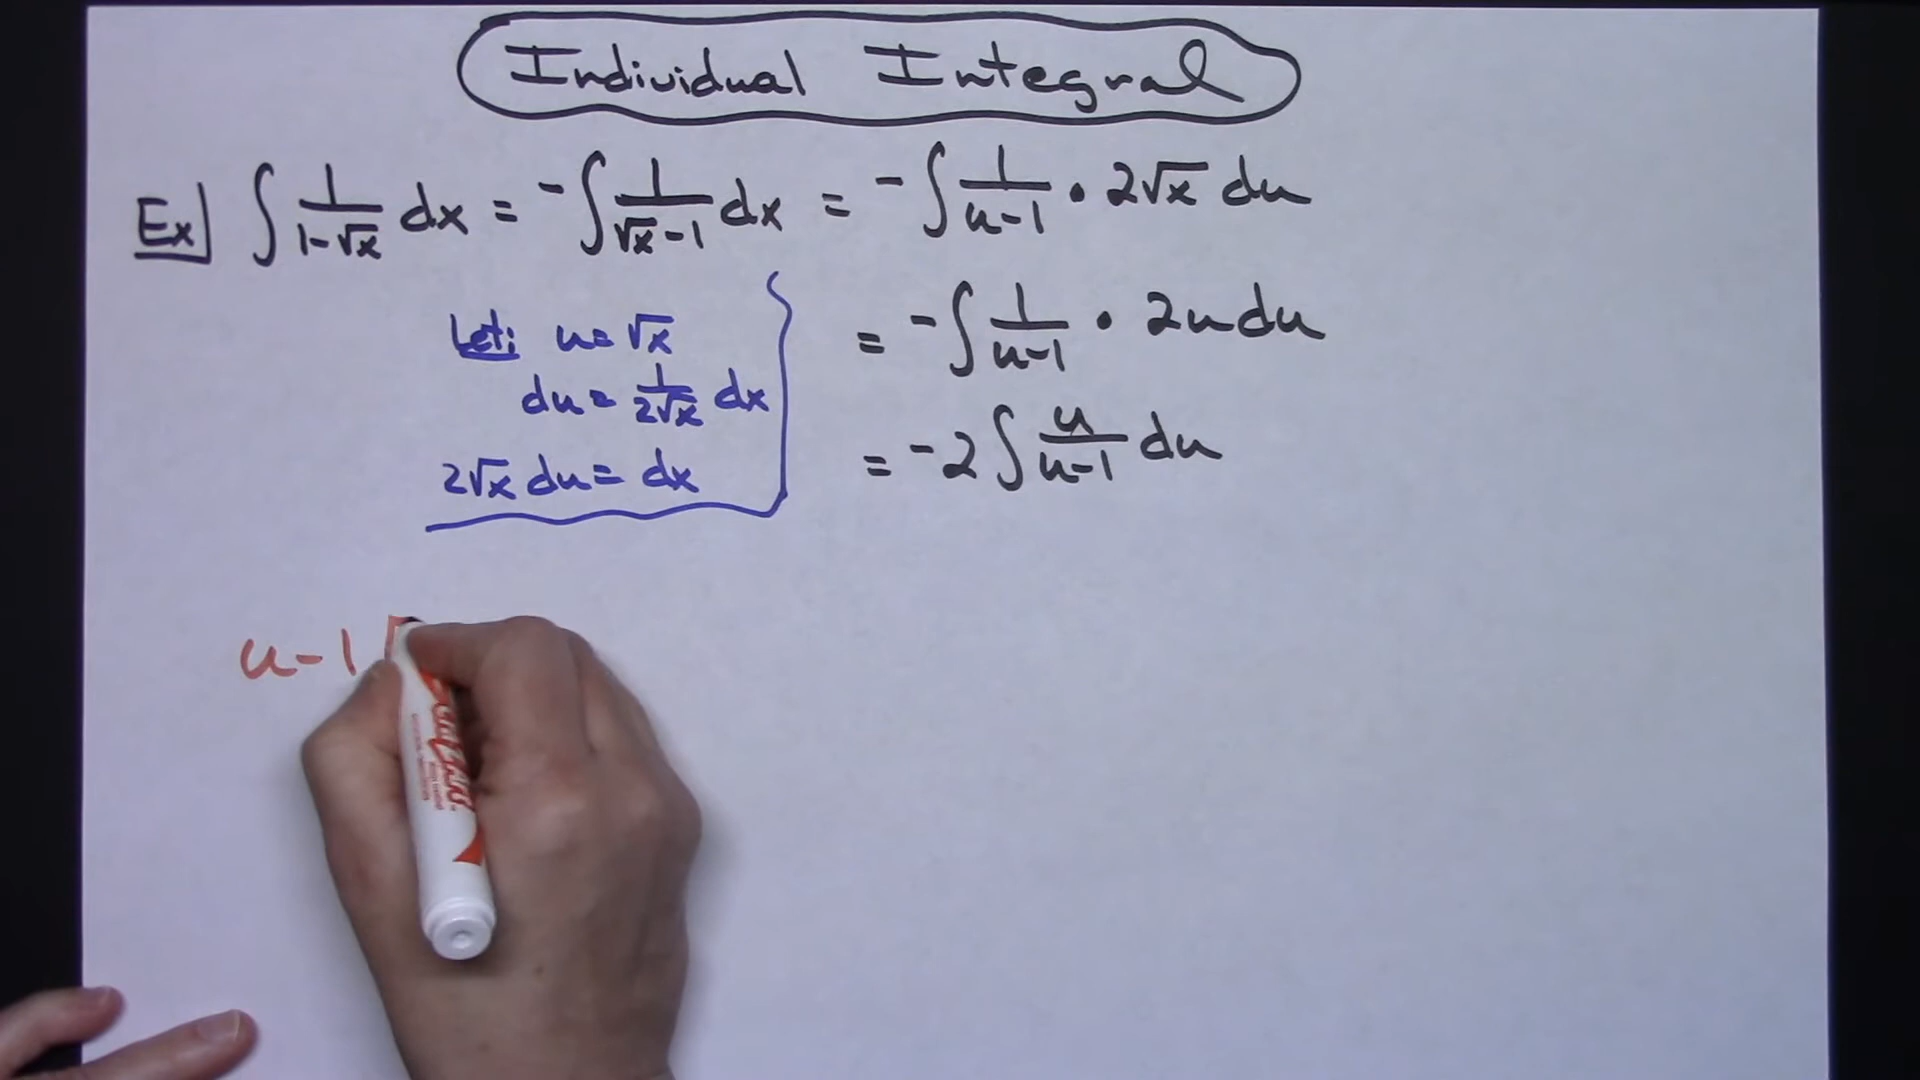 Individual Integral
Ex] ∫ 1/(1-√x) dx = -∫ 1/(√x-1) dx = -∫ 1/(u-1) • 2√x du
= -∫ 1/(u-1) • 2u du
= -2 ∫ u/(u-1) du
Let: u = √x
du = 1/(2√x) dx
2√x du = dx
u-1